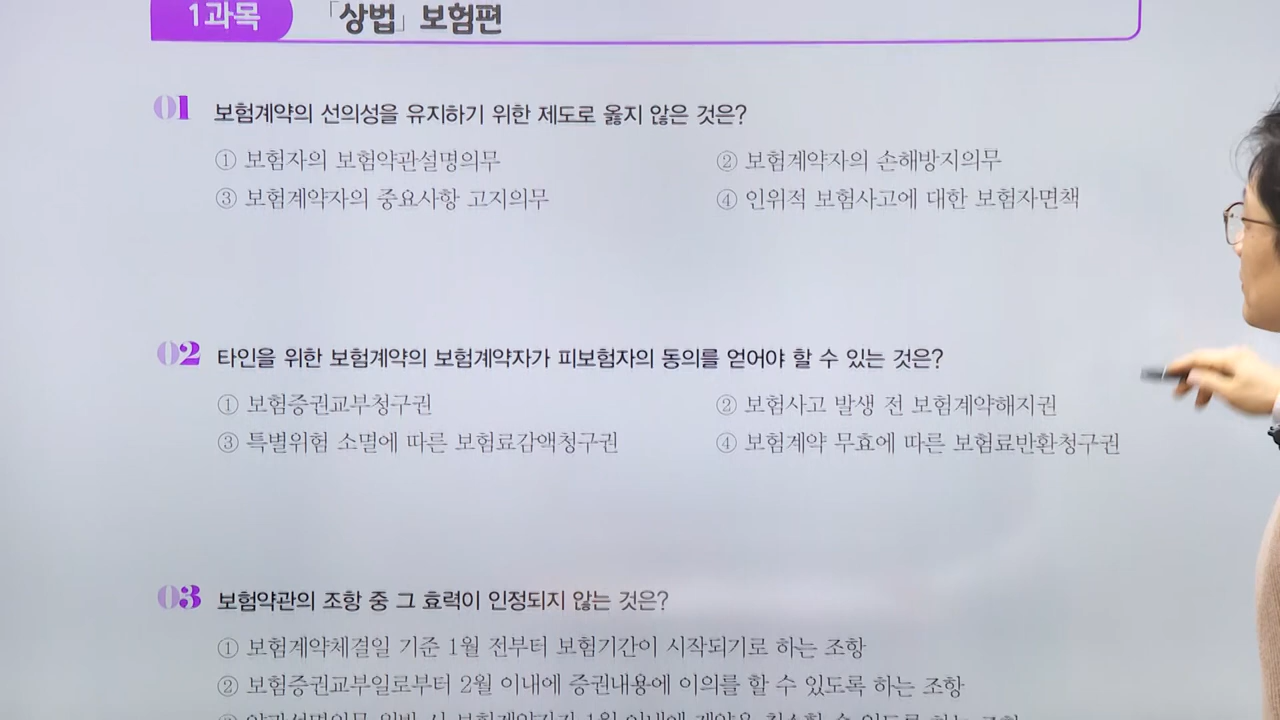 1과목 「상법」 보험편
01 보험계약의 선의성을 유지하기 위한 제도로 옳지 않은 것은?
① 보험자의 보험약관설명의무 ② 보험계약자의 손해방지의무
③ 보험계약자의 중요사항 고지의무 ④ 인위적 보험사고에 대한 보험자면책
02 타인을 위한 보험계약의 보험계약자가 피보험자의 동의를 얻어야 할 수 있는 것은?
① 보험증권교부청구권 ② 보험사고 발생 전 보험계약해지권
③ 특별위험 소멸에 따른 보험료감액청구권 ④ 보험계약 무효에 따른 보험료반환청구권
03 보험약관의 조항 중 그 효력이 인정되지 않는 것은?
① 보험계약체결일 기준 1월 전부터 보험기간이 시작되기로 하는 조항
② 보험증권교부일로부터 2월 이내에 증권내용에 이의를 할 수 있도록 하는 조항